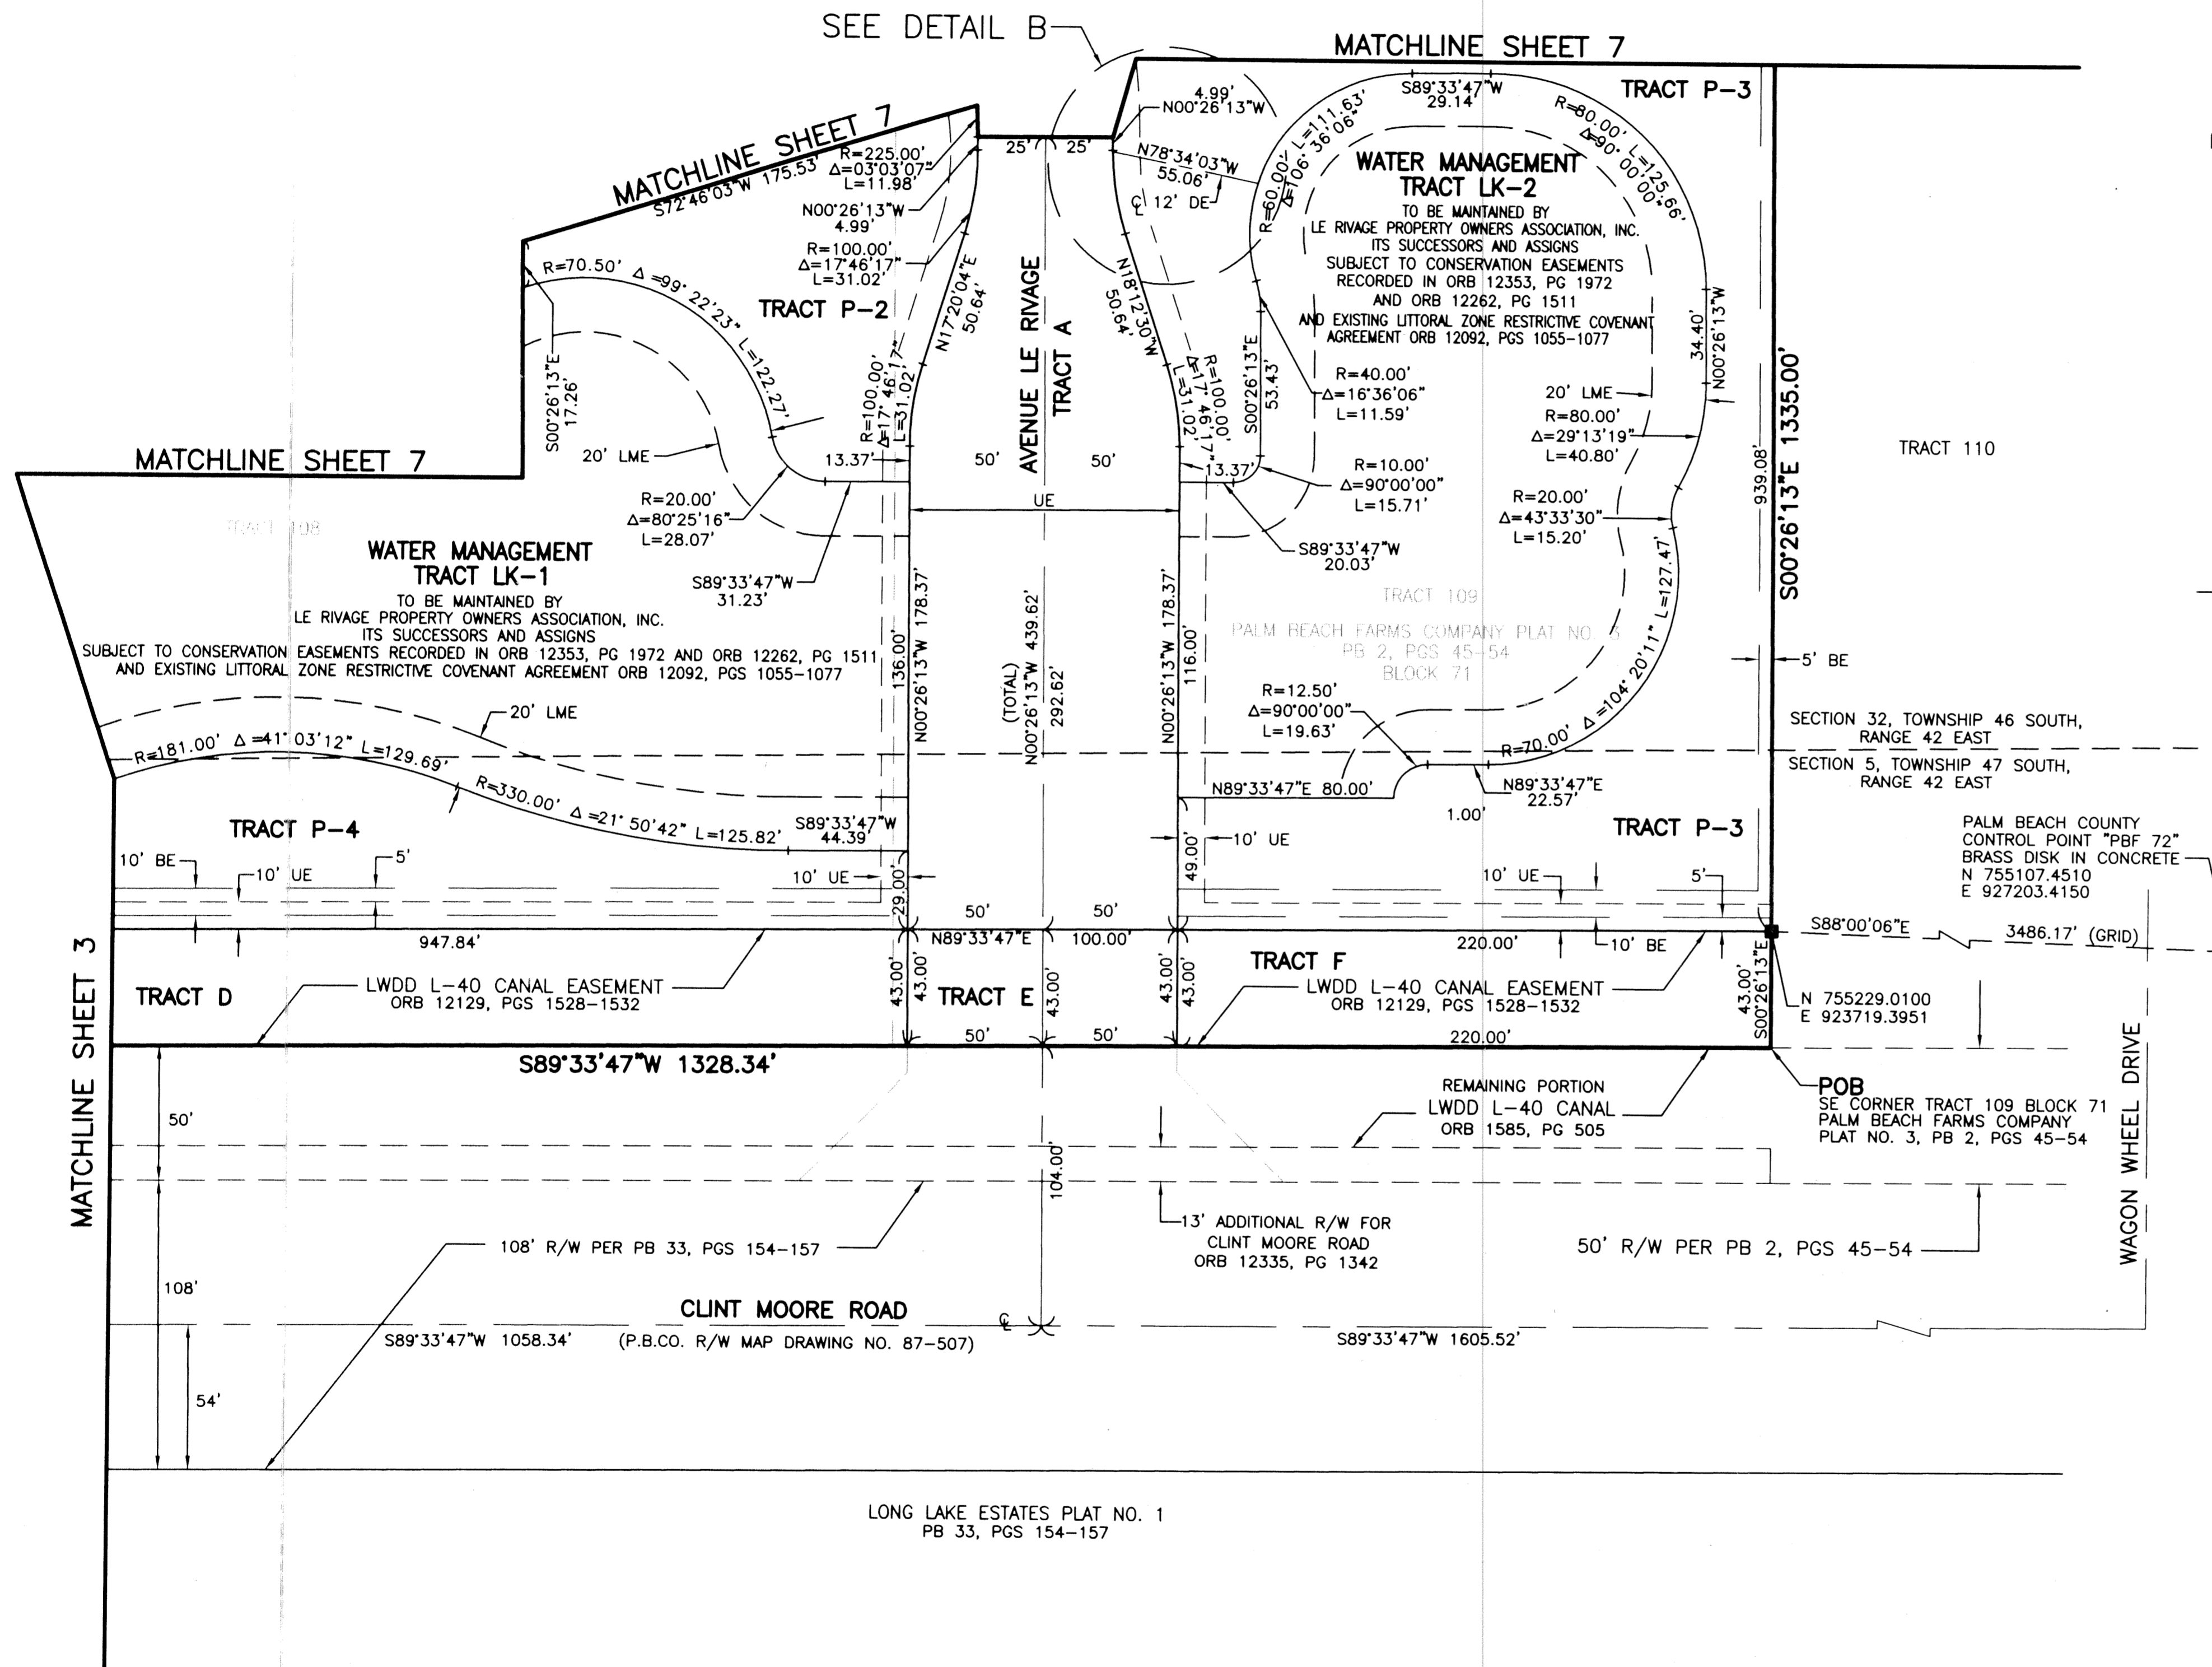 SEE DETAIL B
MATCHLINE SHEET 7
MATCHLINE SHEET 7
S72°46'03"W 175.53'
R=225.00'
Δ=03°03'07"
L=11.98'
N00°26'13"W
4.99'
R=100.00'
Δ=17°46'17"
L=31.02'
25' 25'
4.99'
N00°26'13"W
N78°34'03"W
55.06'
℄ 12' DE
S89°33'47"W
29.14'
TRACT P-3
R=60.00' L=111.63'
Δ=106°36'06"
R=80.00' L=125.66'
Δ=90°00'00"
WATER MANAGEMENT
TRACT LK-2
TO BE MAINTAINED BY
LE RIVAGE PROPERTY OWNERS ASSOCIATION, INC.
ITS SUCCESSORS AND ASSIGNS
SUBJECT TO CONSERVATION EASEMENTS
RECORDED IN ORB 12353, PG 1972
AND ORB 12262, PG 1511
AND EXISTING LITTORAL ZONE RESTRICTIVE COVENANT
AGREEMENT ORB 12092, PGS 1055-1077
R=70.50' Δ=99°22'23" L=122.27'
TRACT P-2
N17°20'04"E
50.64'
AVENUE LE RIVAGE
TRACT A
N18°12'30"W
50.64'
S00°26'13"E
17.26'
R=100.00'
Δ=17°46'17"
L=31.02'
R=100.00'
Δ=17°46'17"
L=31.02'
S00°26'13"E
53.43'
R=40.00'
Δ=16°36'06"
L=11.59'
34.40'
N00°26'13"W
20' LME
R=80.00'
Δ=29°13'19"
L=40.80'
939.08'
S00°26'13"E 1335.00'
TRACT 110
MATCHLINE SHEET 7
20' LME
13.37'
50' 50'
13.37'
UE
R=10.00'
Δ=90°00'00"
L=15.71'
R=20.00'
Δ=80°25'16"
L=28.07'
R=20.00'
Δ=43°33'30"
L=15.20'
TRACT 108
WATER MANAGEMENT
TRACT LK-1
TO BE MAINTAINED BY
LE RIVAGE PROPERTY OWNERS ASSOCIATION, INC.
ITS SUCCESSORS AND ASSIGNS
SUBJECT TO CONSERVATION EASEMENTS RECORDED IN ORB 12353, PG 1972 AND ORB 12262, PG 1511
AND EXISTING LITTORAL ZONE RESTRICTIVE COVENANT AGREEMENT ORB 12092, PGS 1055-1077
S89°33'47"W
31.23'
S89°33'47"W
20.03'
136.00'
N00°26'13"W 178.37'
(TOTAL)
N00°26'13"W 439.62'
292.62'
N00°26'13"W 178.37'
116.00'
TRACT 109
PALM BEACH FARMS COMPANY PLAT NO. 3
PB 2, PGS 45-54
BLOCK 71
R=70.00' Δ=104°20'11" L=127.47'
5' BE
20' LME
R=12.50'
Δ=90°00'00"
L=19.63'
SECTION 32, TOWNSHIP 46 SOUTH,
RANGE 42 EAST
SECTION 5, TOWNSHIP 47 SOUTH,
RANGE 42 EAST
R=181.00' Δ=41°03'12" L=129.69'
R=330.00' Δ=21°50'42" L=125.82'
S89°33'47"W
44.39'
N89°33'47"E 80.00'
N89°33'47"E
22.57'
1.00'
TRACT P-4
TRACT P-3
10' BE
10' UE
5'
10' UE
29.00'
49.00'
10' UE
10' UE
5'
PALM BEACH COUNTY
CONTROL POINT "PBF 72"
BRASS DISK IN CONCRETE
N 755107.4510
E 927203.4150
50' 50'
N89°33'47"E 100.00'
947.84'
220.00'
10' BE
S88°00'06"E 3486.17' (GRID)
MATCHLINE SHEET 3
TRACT D
LWDD L-40 CANAL EASEMENT
ORB 12129, PGS 1528-1532
43.00'
43.00'
TRACT E
43.00'
43.00'
43.00'
TRACT F
LWDD L-40 CANAL EASEMENT
ORB 12129, PGS 1528-1532
43.00'
S00°26'13"E
N 755229.0100
E 923719.3951
50' 50'
220.00'
S89°33'47"W 1328.34'
REMAINING PORTION
LWDD L-40 CANAL
ORB 1585, PG 505
POB
SE CORNER TRACT 109 BLOCK 71
PALM BEACH FARMS COMPANY
PLAT NO. 3, PB 2, PGS 45-54
WAGON WHEEL DRIVE
50'
104.00'
108' R/W PER PB 33, PGS 154-157
13' ADDITIONAL R/W FOR
CLINT MOORE ROAD
ORB 12335, PG 1342
50' R/W PER PB 2, PGS 45-54
108'
CLINT MOORE ROAD
℄
S89°33'47"W 1058.34' (P.B.CO. R/W MAP DRAWING NO. 87-507)
S89°33'47"W 1605.52'
54'
LONG LAKE ESTATES PLAT NO. 1
PB 33, PGS 154-157